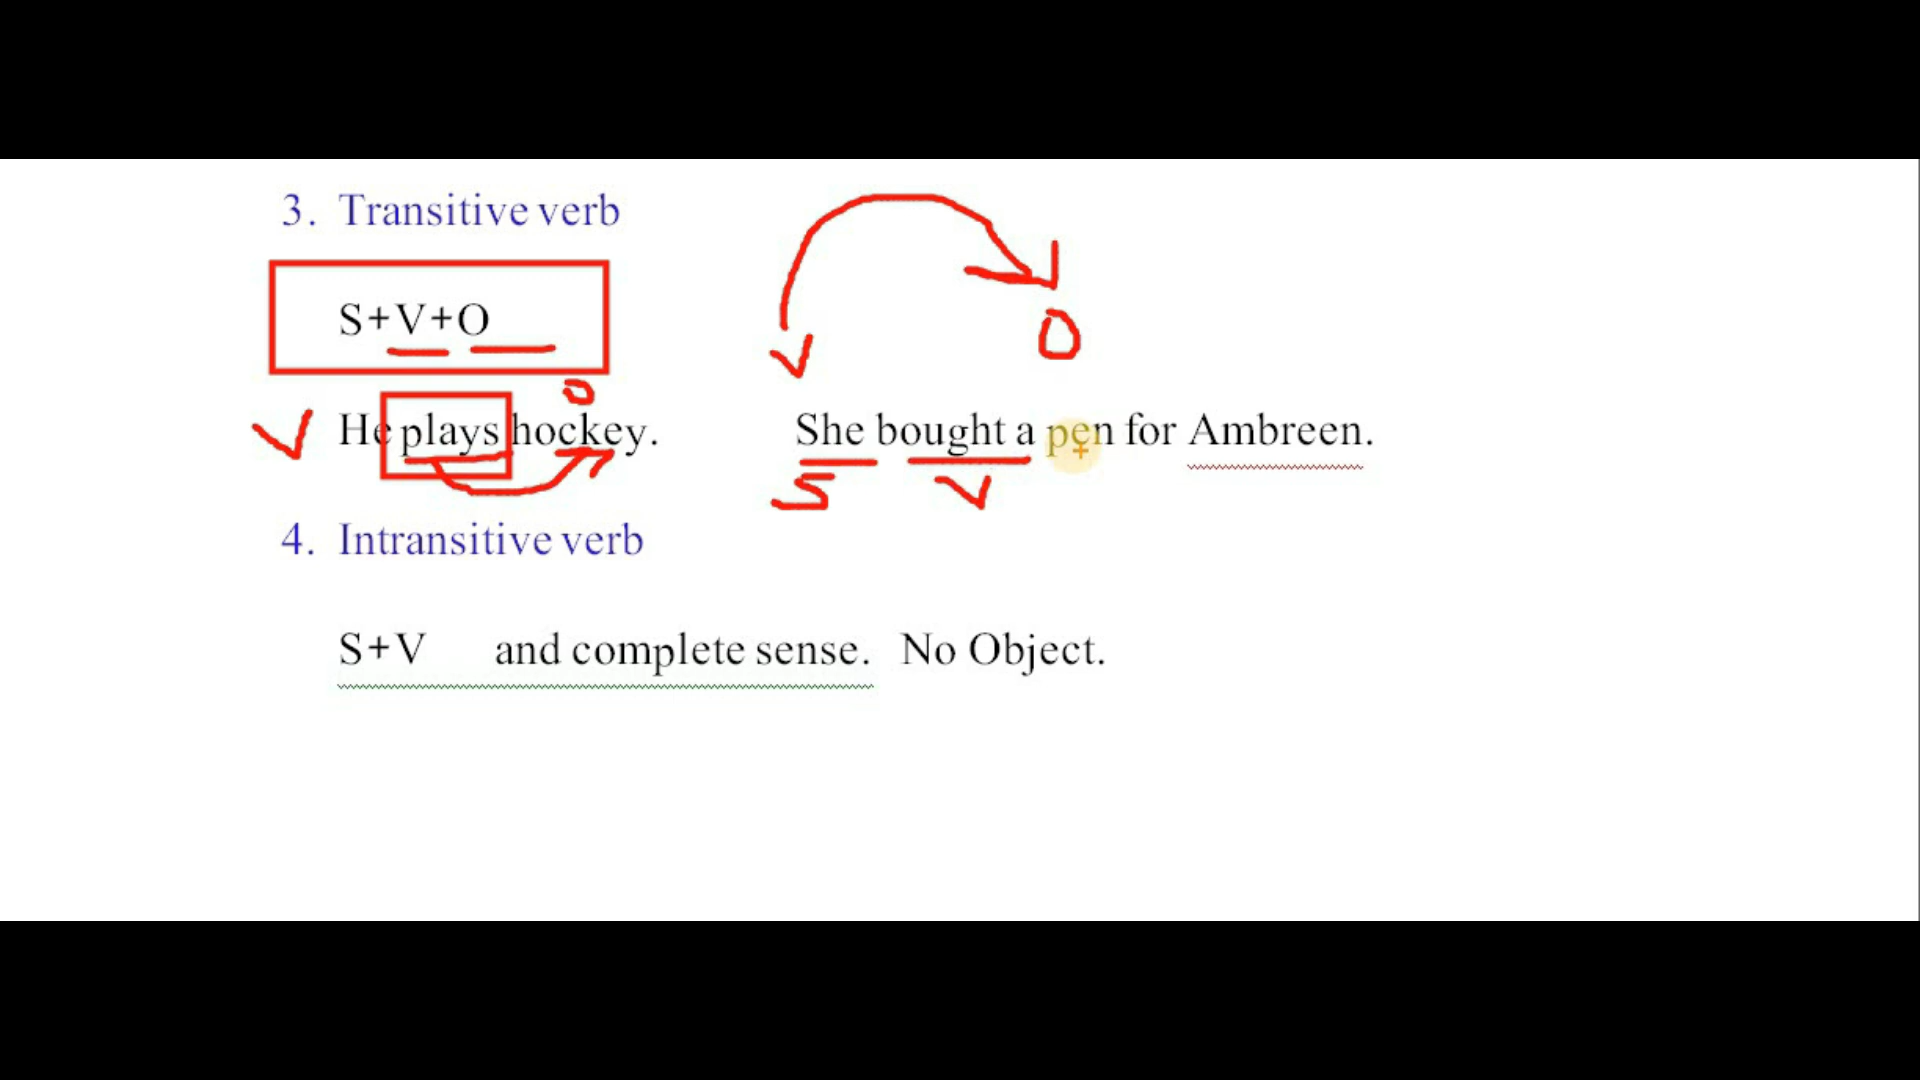 3. Transitive verb
S+V+O
O
V
O
He plays hockey. She bought a pen for Ambreen.
S V
4. Intransitive verb
S+V and complete sense. No Object.